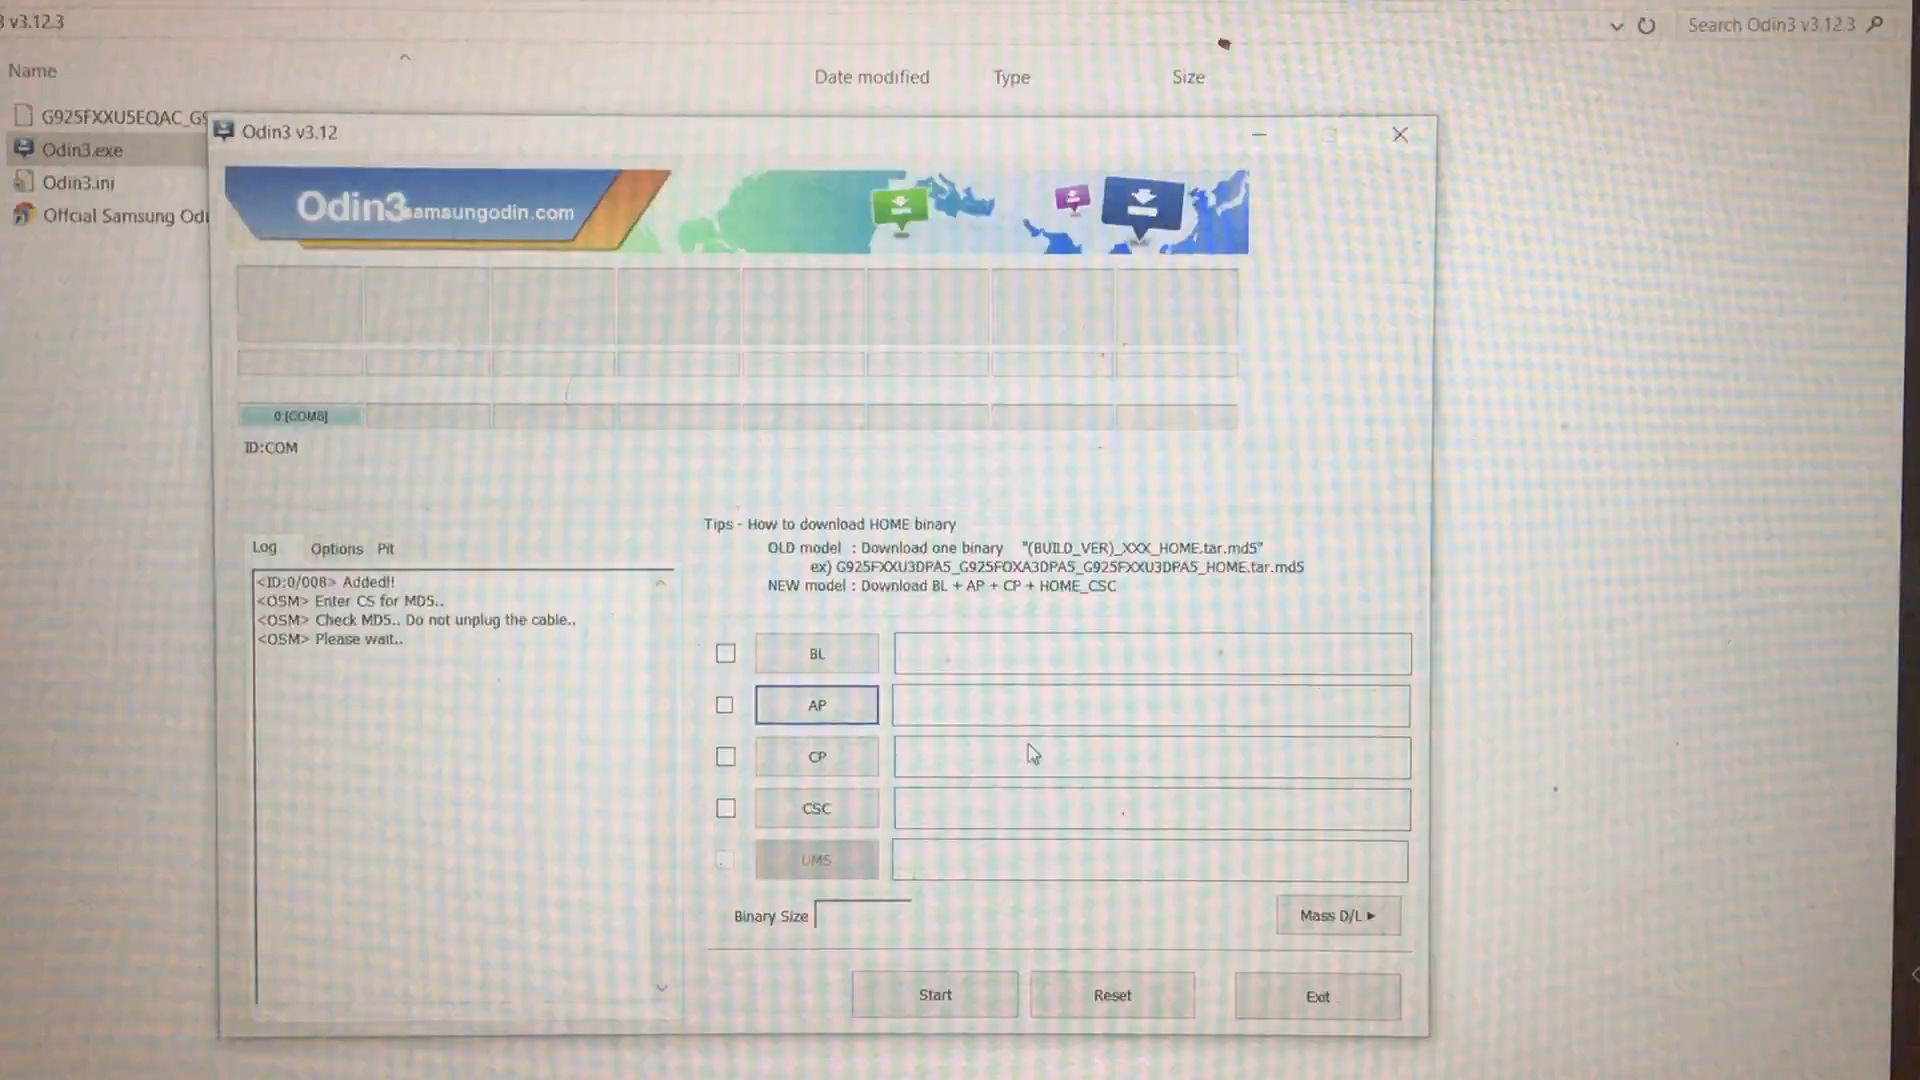 v3.12.3
Search Odin3 v3.12.3
Name
Date modified
Type
Size
G925FXXU5EQAC_G9
Odin3.exe
Odin3.ini
Offcial Samsung Odi
Odin3 v3.12
Odin3
samsungodin.com
0:[COM8]
ID:COM
Tips - How to download HOME binary
OLD model : Download one binary "(BUILD_VER)_XXX_HOME.tar.md5"
ex) G925FXXU3DPA5_G925FOXA3DPA5_G925FXXU3DPA5_HOME.tar.md5
NEW model : Download BL + AP + CP + HOME_CSC
Log
Options
Pit
<ID:0/008> Added!!
<OSM> Enter CS for MD5..
<OSM> Check MD5.. Do not unplug the cable..
<OSM> Please wait..
BL
AP
CP
CSC
UMS
Binary Size
Mass D/L
Start
Reset
Exit